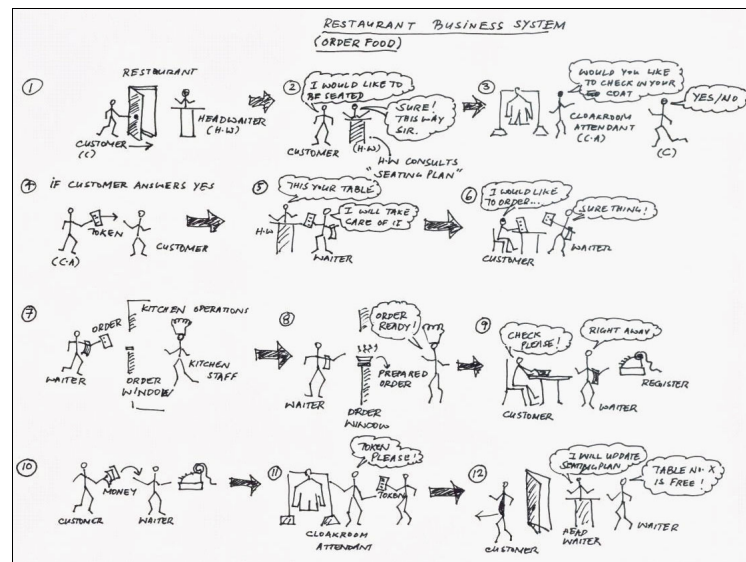 RESTAURANT BUSINESS SYSTEM
(ORDER FOOD)
1
RESTAURANT
HEADWAITER
(H.W)
CUSTOMER
(C)
2
I WOULD LIKE TO
BE SEATED
SURE!
THIS WAY
SIR.
CUSTOMER
(H.W)
H.W CONSULTS
"SEATING PLAN"
3
WOULD YOU LIKE
TO CHECK IN YOUR
COAT
YES/NO
CLOAKROOM
ATTENDANT
(C.A)
(C)
4 IF CUSTOMER ANSWERS YES
TOKEN
CUSTOMER
(C.A)
5
THIS YOUR TABLE
I WILL TAKE
CARE OF IT
H.W
WAITER
6
I WOULD LIKE
TO ORDER...
SURE THING!
CUSTOMER
WAITER
7
KITCHEN OPERATIONS
ORDER
WAITER
ORDER
WINDOW
KITCHEN
STAFF
8
ORDER
READY!
PREPARED
ORDER
WAITER
ORDER
WINDOW
9
CHECK
PLEASE!
RIGHT AWAY
REGISTER
CUSTOMER
WAITER
10
MONEY
CUSTOMER
WAITER
11
TOKEN
PLEASE!
TOKEN
CLOAKROOM
ATTENDANT
12
I WILL UPDATE
SEATING PLAN
TABLE NO. X
IS FREE!
CUSTOMER
HEAD
WAITER
WAITER